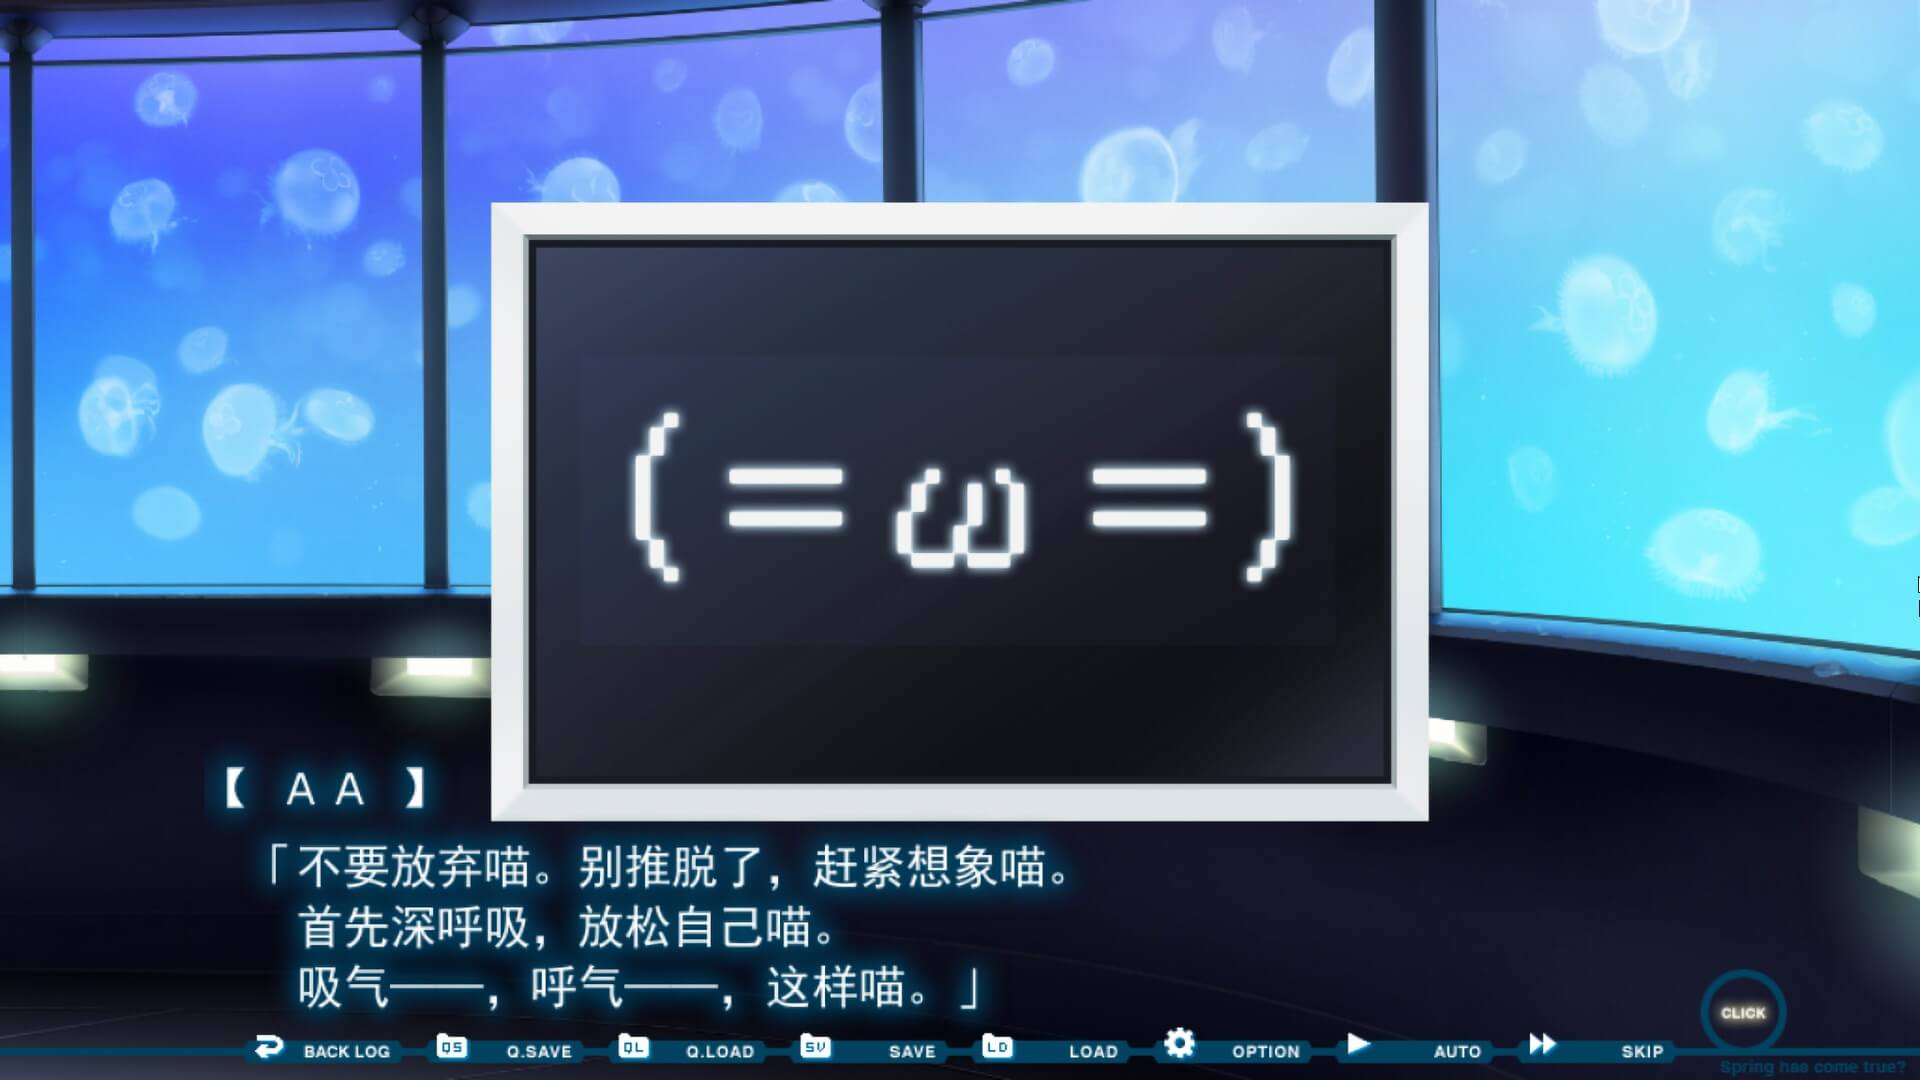 (=ω=)
【 AA 】
「不要放弃喵。别推脱了，赶紧想象喵。
首先深呼吸，放松自己喵。
吸气——，呼气——，这样喵。」
CLICK
BACK LOG QS Q.SAVE QL Q.LOAD SV SAVE LD LOAD OPTION AUTO SKIP
Spring has come true?